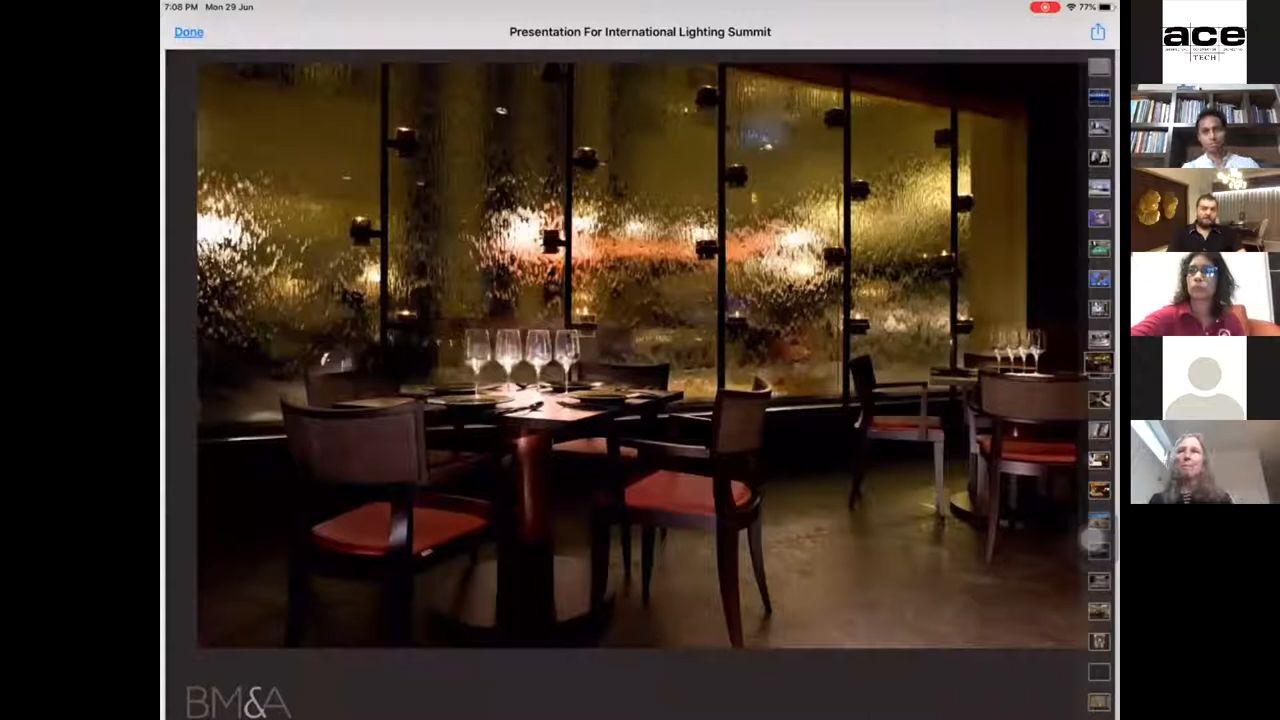 7:08 PM Mon 29 Jun
77%
Done
Presentation For International Lighting Summit
ace
TECH
BM&A